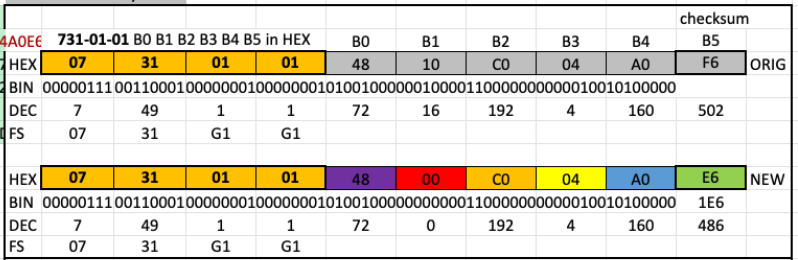 checksum
4A0E6 731-01-01 B0 B1 B2 B3 B4 B5 in HEX B0 B1 B2 B3 B4 B5
HEX 07 31 01 01 48 10 C0 04 A0 F6 ORIG
BIN 000001110011000100000001000000010100100000010000110000000000010010100000
DEC 7 49 1 1 72 16 192 4 160 502
FS 07 31 G1 G1
HEX 07 31 01 01 48 00 C0 04 A0 E6 NEW
BIN 000001110011000100000001000000010100100000000000110000000000010010100000 1E6
DEC 7 49 1 1 72 0 192 4 160 486
FS 07 31 G1 G1